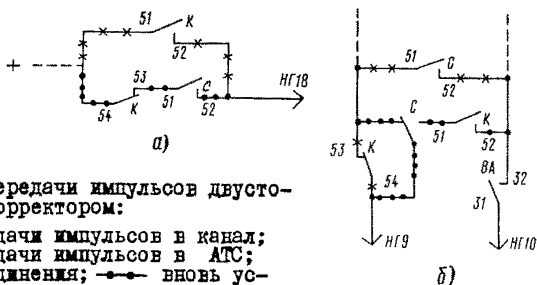 51 К
52
+
53
54 К 51 С 52
НГ18
а)
51 С
52
С
51 К
52
53 К
54
ВА
32
31
НГ9
НГ10
б)
ередачи импульсов двусто-
орректором:
дачи импульсов в канал;
дачи импульсов в АТС;
динения; вновь ус-